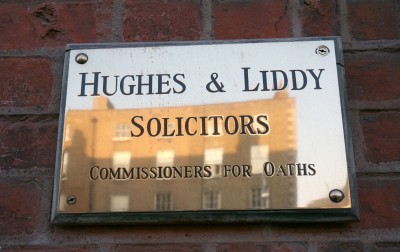 HUGHES & LIDDY
SOLICITORS
COMMISSIONERS FOR OATHS